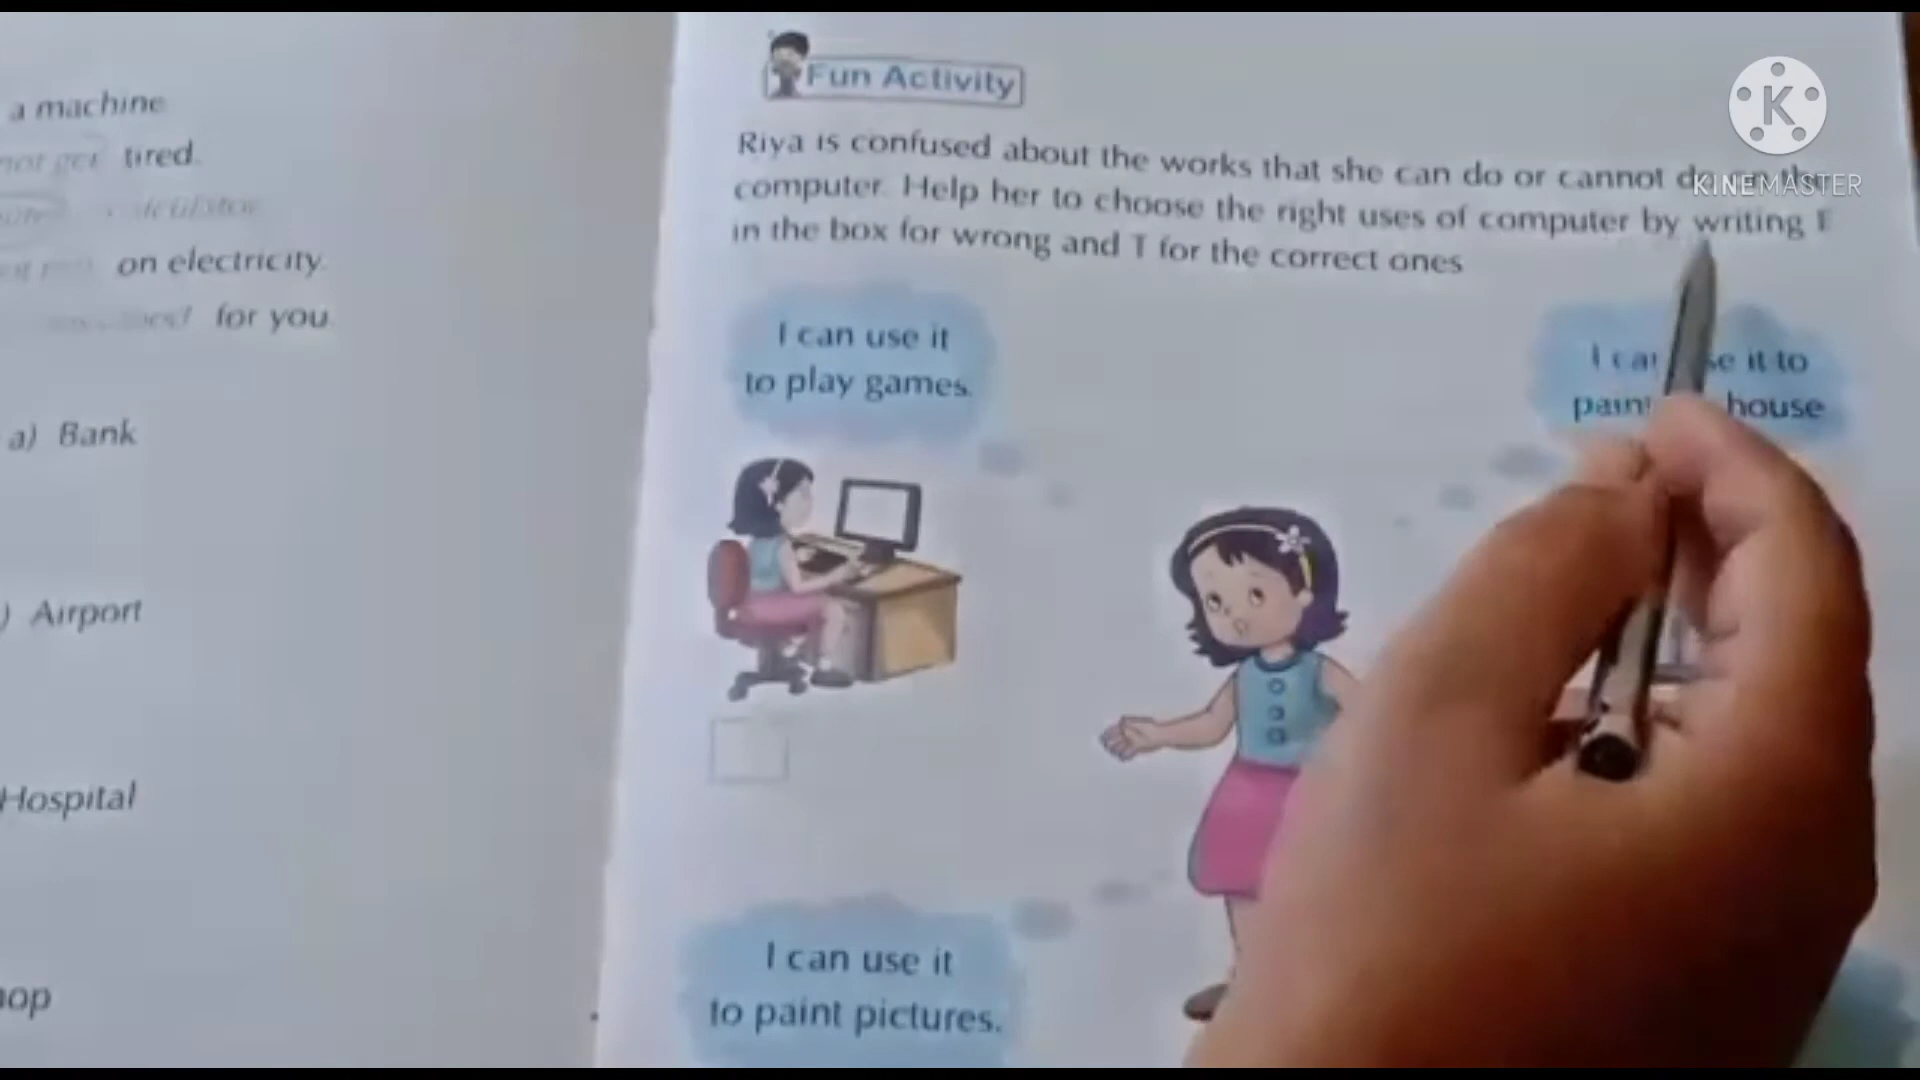 a machine
tired.
on electricity.
for you
a) Bank
) Airport
Hospital
Fun Activity
Riya is confused about the works that she can do or cannot
computer. Help her to choose the right uses of computer by writing F
in the box for wrong and T for the correct ones
I can use it
to play games.
I it to
paint house
I can use it
to paint pictures.
K
KINEMASTER